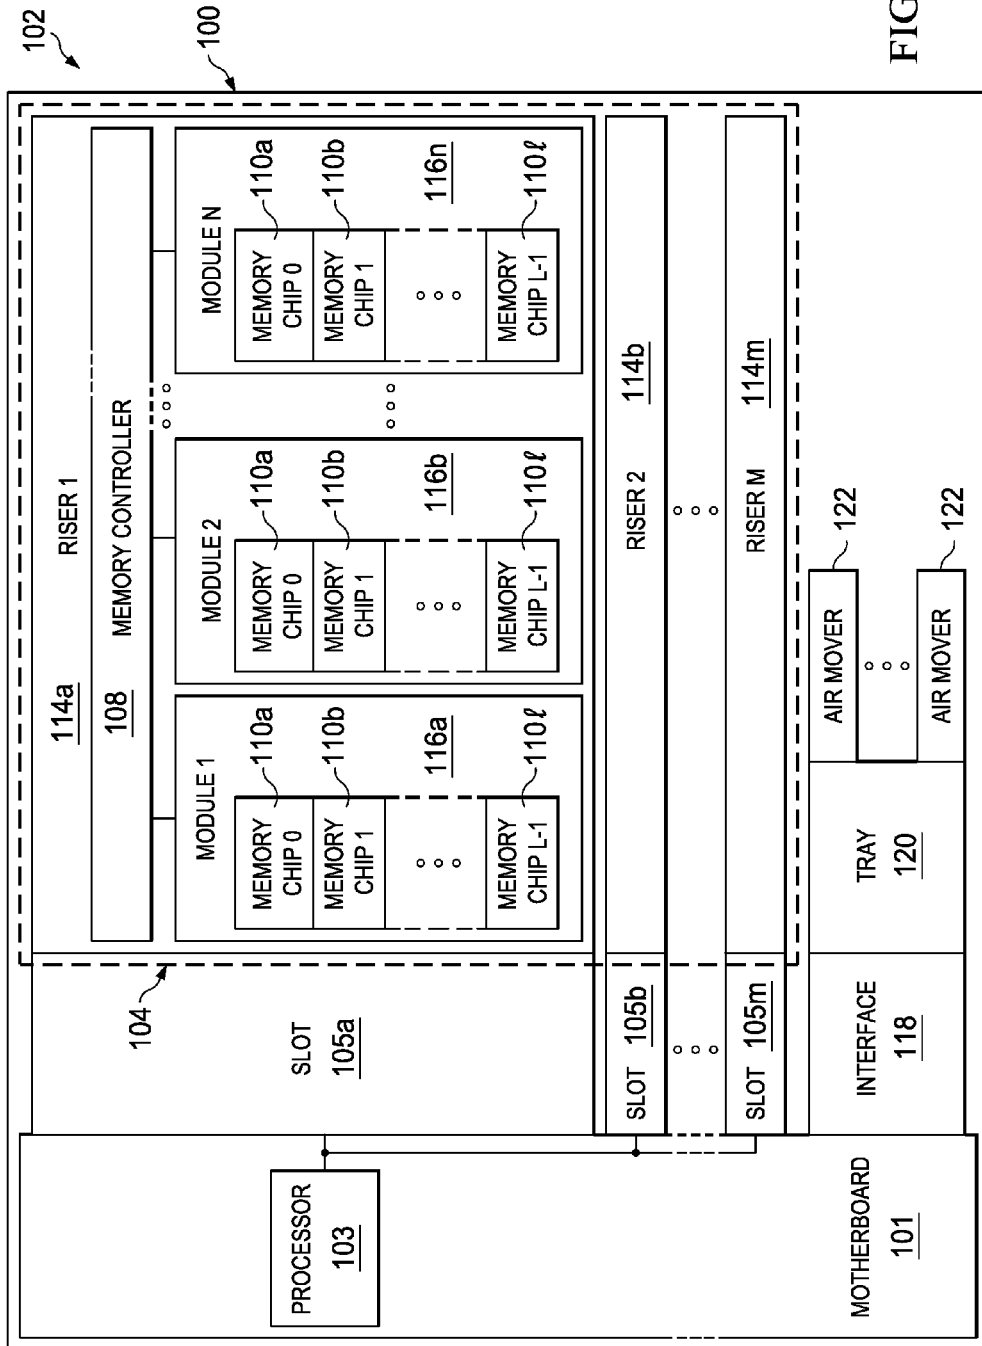 102
100
104
RISER 1
114a
MEMORY CONTROLLER
108
MODULE 1
MEMORY
CHIP 0
110a
MEMORY
CHIP 1
110b
116a
MEMORY
CHIP L-1
110ℓ
MODULE 2
MEMORY
CHIP 0
110a
MEMORY
CHIP 1
110b
116b
MEMORY
CHIP L-1
110ℓ
MODULE N
MEMORY
CHIP 0
110a
MEMORY
CHIP 1
110b
116n
MEMORY
CHIP L-1
110ℓ
SLOT
105a
SLOT 105b
RISER 2 114b
SLOT 105m
RISER M 114m
PROCESSOR
103
MOTHERBOARD
101
INTERFACE
118
TRAY
120
AIR MOVER
122
AIR MOVER
122
FIG